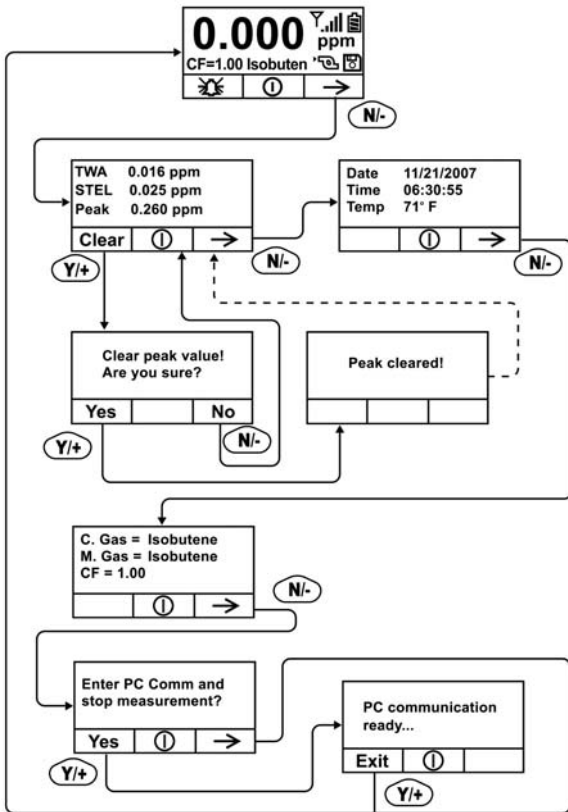 0.000
ppm
CF=1.00 Isobuten
N/-
TWA 0.016 ppm
STEL 0.025 ppm
Peak 0.260 ppm
Clear
N/-
Y/+
Date 11/21/2007
Time 06:30:55
Temp 71° F
N/-
Clear peak value!
Are you sure?
Yes No
Y/+
N/-
Peak cleared!
C. Gas = Isobutene
M. Gas = Isobutene
CF = 1.00
N/-
Enter PC Comm and
stop measurement?
Yes
Y/+
PC communication
ready...
Exit
Y/+